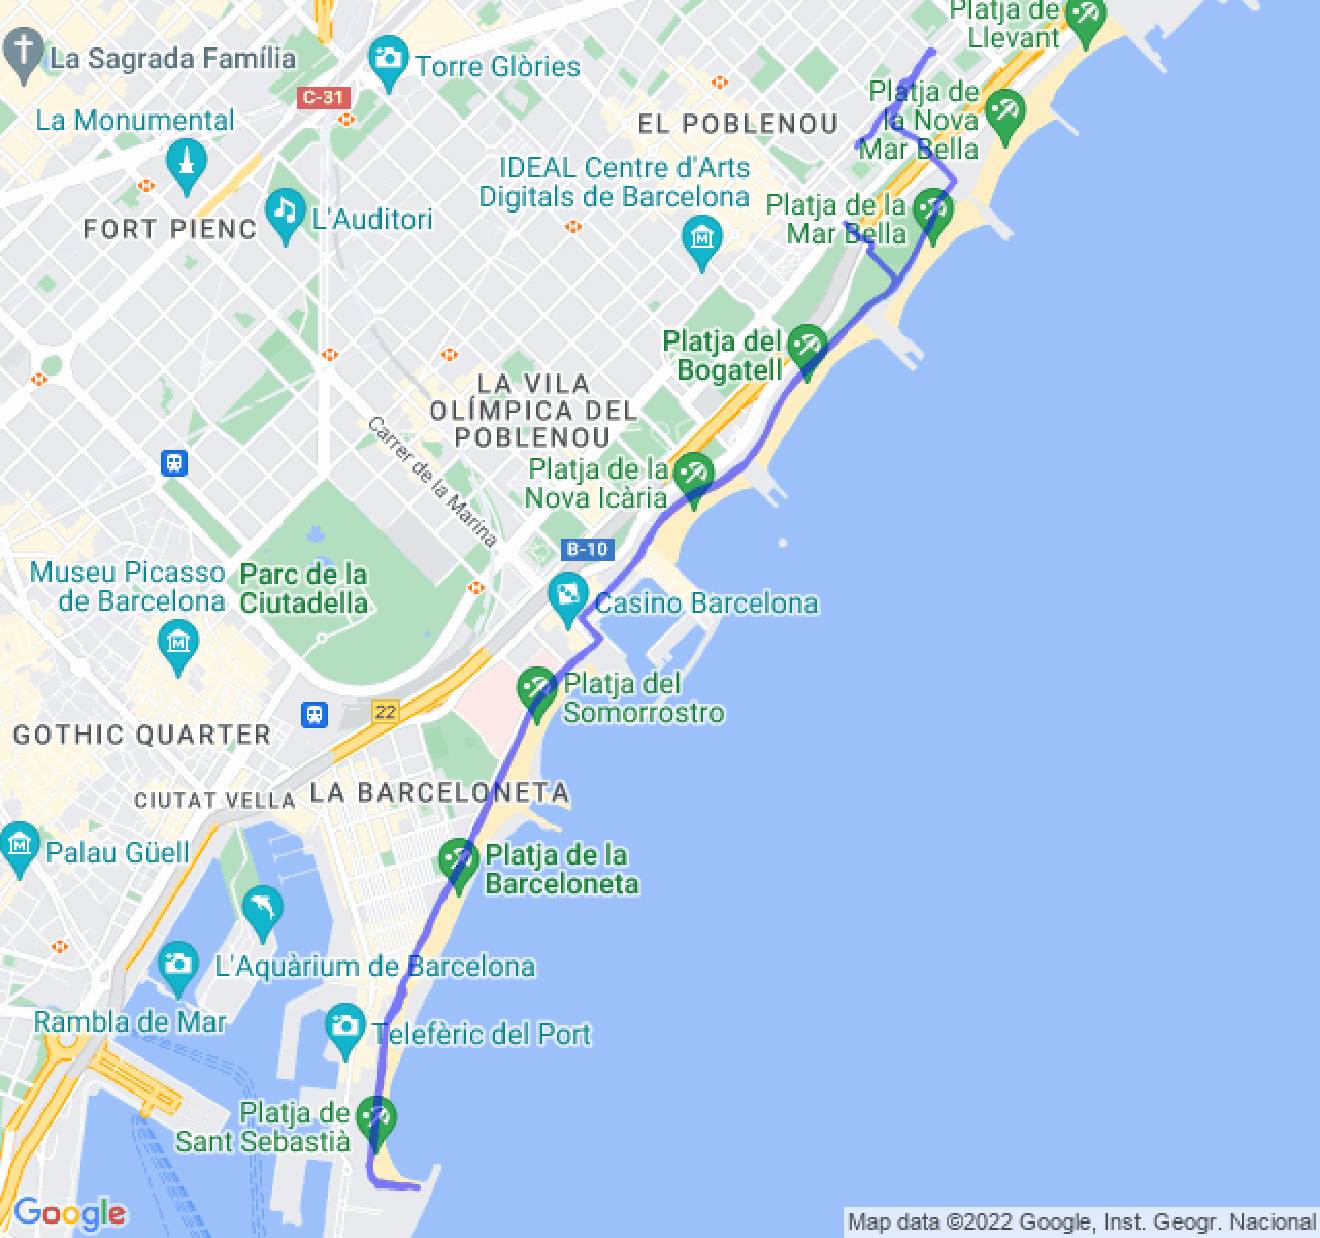 Platja de
Llevant
La Sagrada Família
Torre Glòries
C-31
Platja de
la Nova
Mar Bella
La Monumental
EL POBLENOU
IDEAL Centre d'Arts
Digitals de Barcelona
FORT PIENC
L'Auditori
Platja de la
Mar Bella
Platja del
Bogatell
LA VILA
OLÍMPICA DEL
POBLENOU
Carrer de la Marina
Platja de la
Nova Icària
B-10
Museu Picasso
de Barcelona
Parc de la
Ciutadella
Casino Barcelona
Platja del
Somorrostro
22
GOTHIC QUARTER
CIUTAT VELLA
LA BARCELONETA
Palau Güell
Platja de la
Barceloneta
L'Aquàrium de Barcelona
Rambla de Mar
Telefèric del Port
Platja de
Sant Sebastià
Google
Map data ©2022 Google, Inst. Geogr. Nacional